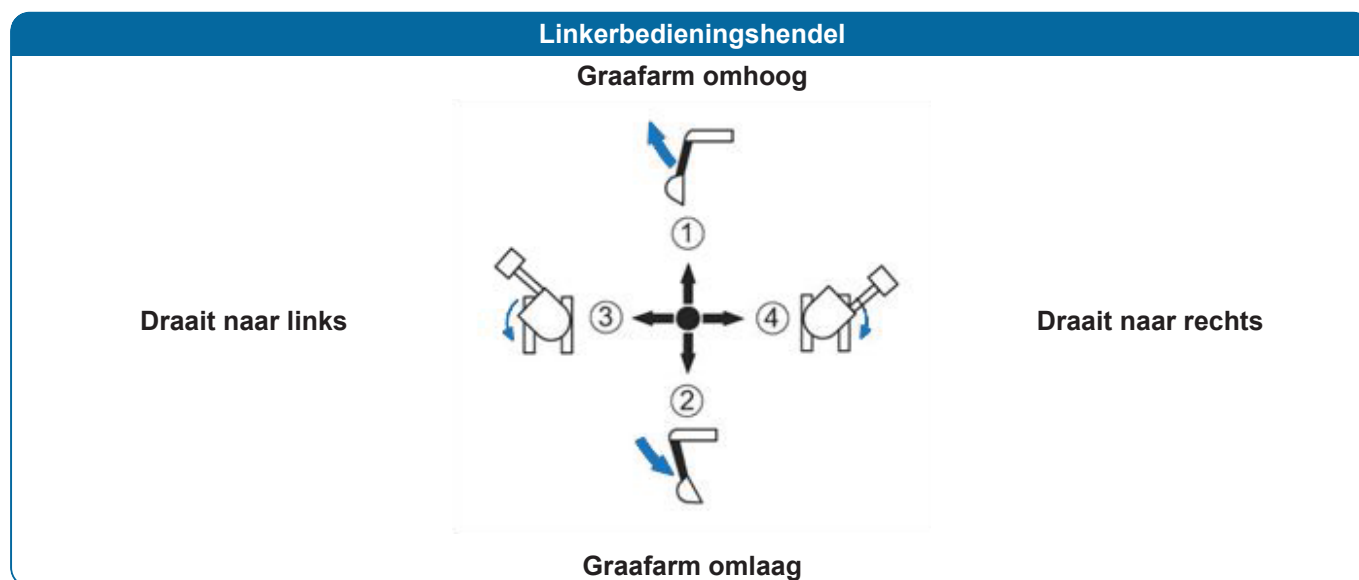 Linkerbedieningshendel
Graafarm omhoog
①
Draait naar links
③
④
Draait naar rechts
②
Graafarm omlaag